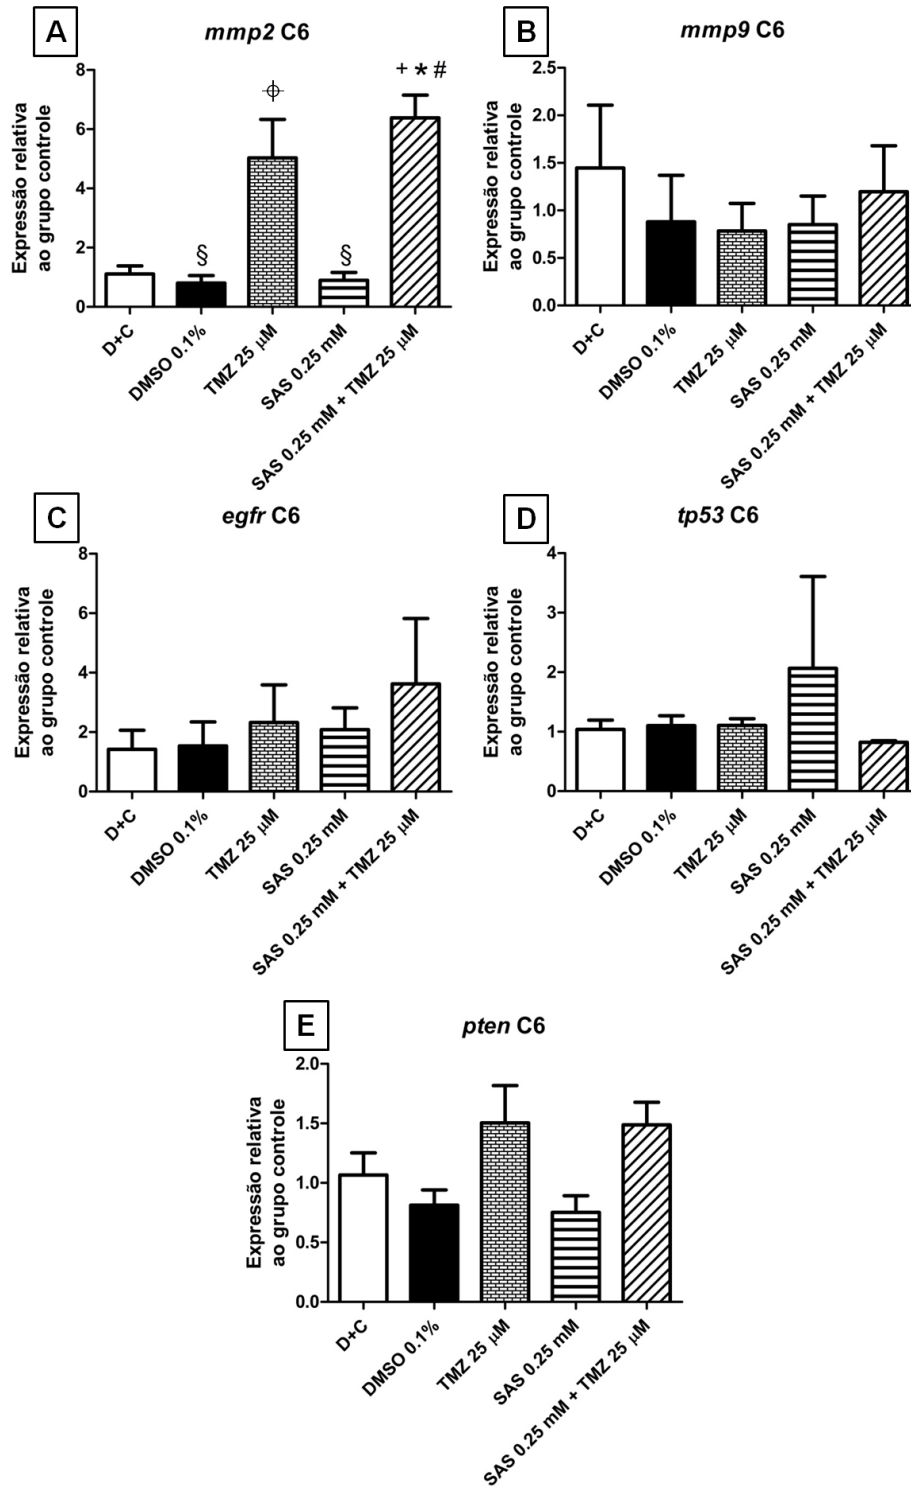 A
mmp2 C6
Expressão relativa
ao grupo controle
8
6
4
2
0
⌖
+ * #
§
§
D+C
DMSO 0.1%
TMZ 25 μM
SAS 0.25 mM
SAS 0.25 mM + TMZ 25 μM
B
mmp9 C6
Expressão relativa
ao grupo controle
2.5
2.0
1.5
1.0
0.5
0.0
D+C
DMSO 0.1%
TMZ 25 μM
SAS 0.25 mM
SAS 0.25 mM + TMZ 25 μM
C
egfr C6
Expressão relativa
ao grupo controle
8
6
4
2
0
D+C
DMSO 0.1%
TMZ 25 μM
SAS 0.25 mM
SAS 0.25 mM + TMZ 25 μM
D
tp53 C6
Expressão relativa
ao grupo controle
4
3
2
1
0
D+C
DMSO 0.1%
TMZ 25 μM
SAS 0.25 mM
SAS 0.25 mM + TMZ 25 μM
E
pten C6
Expressão relativa
ao grupo controle
2.0
1.5
1.0
0.5
0.0
D+C
DMSO 0.1%
TMZ 25 μM
SAS 0.25 mM
SAS 0.25 mM + TMZ 25 μM